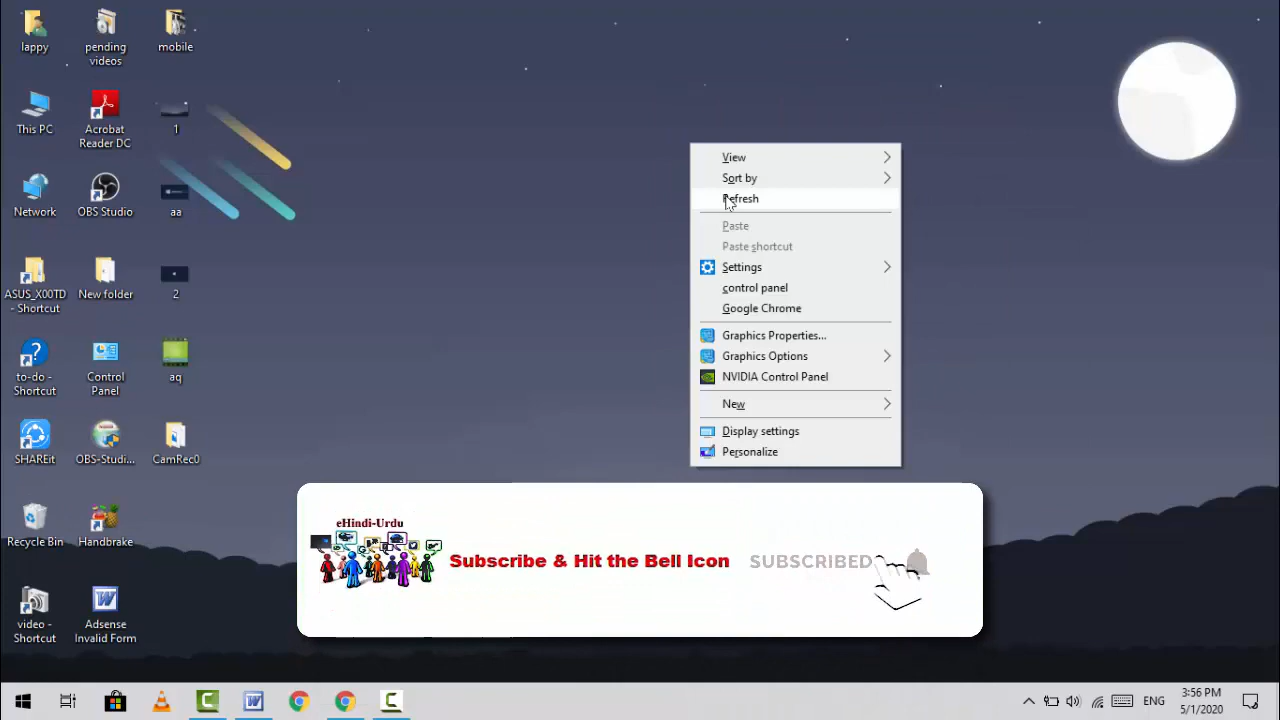 lappy
pending
videos
mobile
This PC
Acrobat
Reader DC
1
Network
OBS Studio
aa
ASUS_X00TD
- Shortcut
New folder
2
to-do -
Shortcut
Control
Panel
aq
SHAREit
OBS-Studi...
CamRec0
Recycle Bin
Handbrake
video -
Shortcut
Adsense
Invalid Form
View
Sort by
Refresh
Paste
Paste shortcut
Settings
control panel
Google Chrome
Graphics Properties...
Graphics Options
NVIDIA Control Panel
New
Display settings
Personalize
eHindi-Urdu
Subscribe & Hit the Bell Icon
SUBSCRIBED
ENG
3:56 PM
5/1/2020